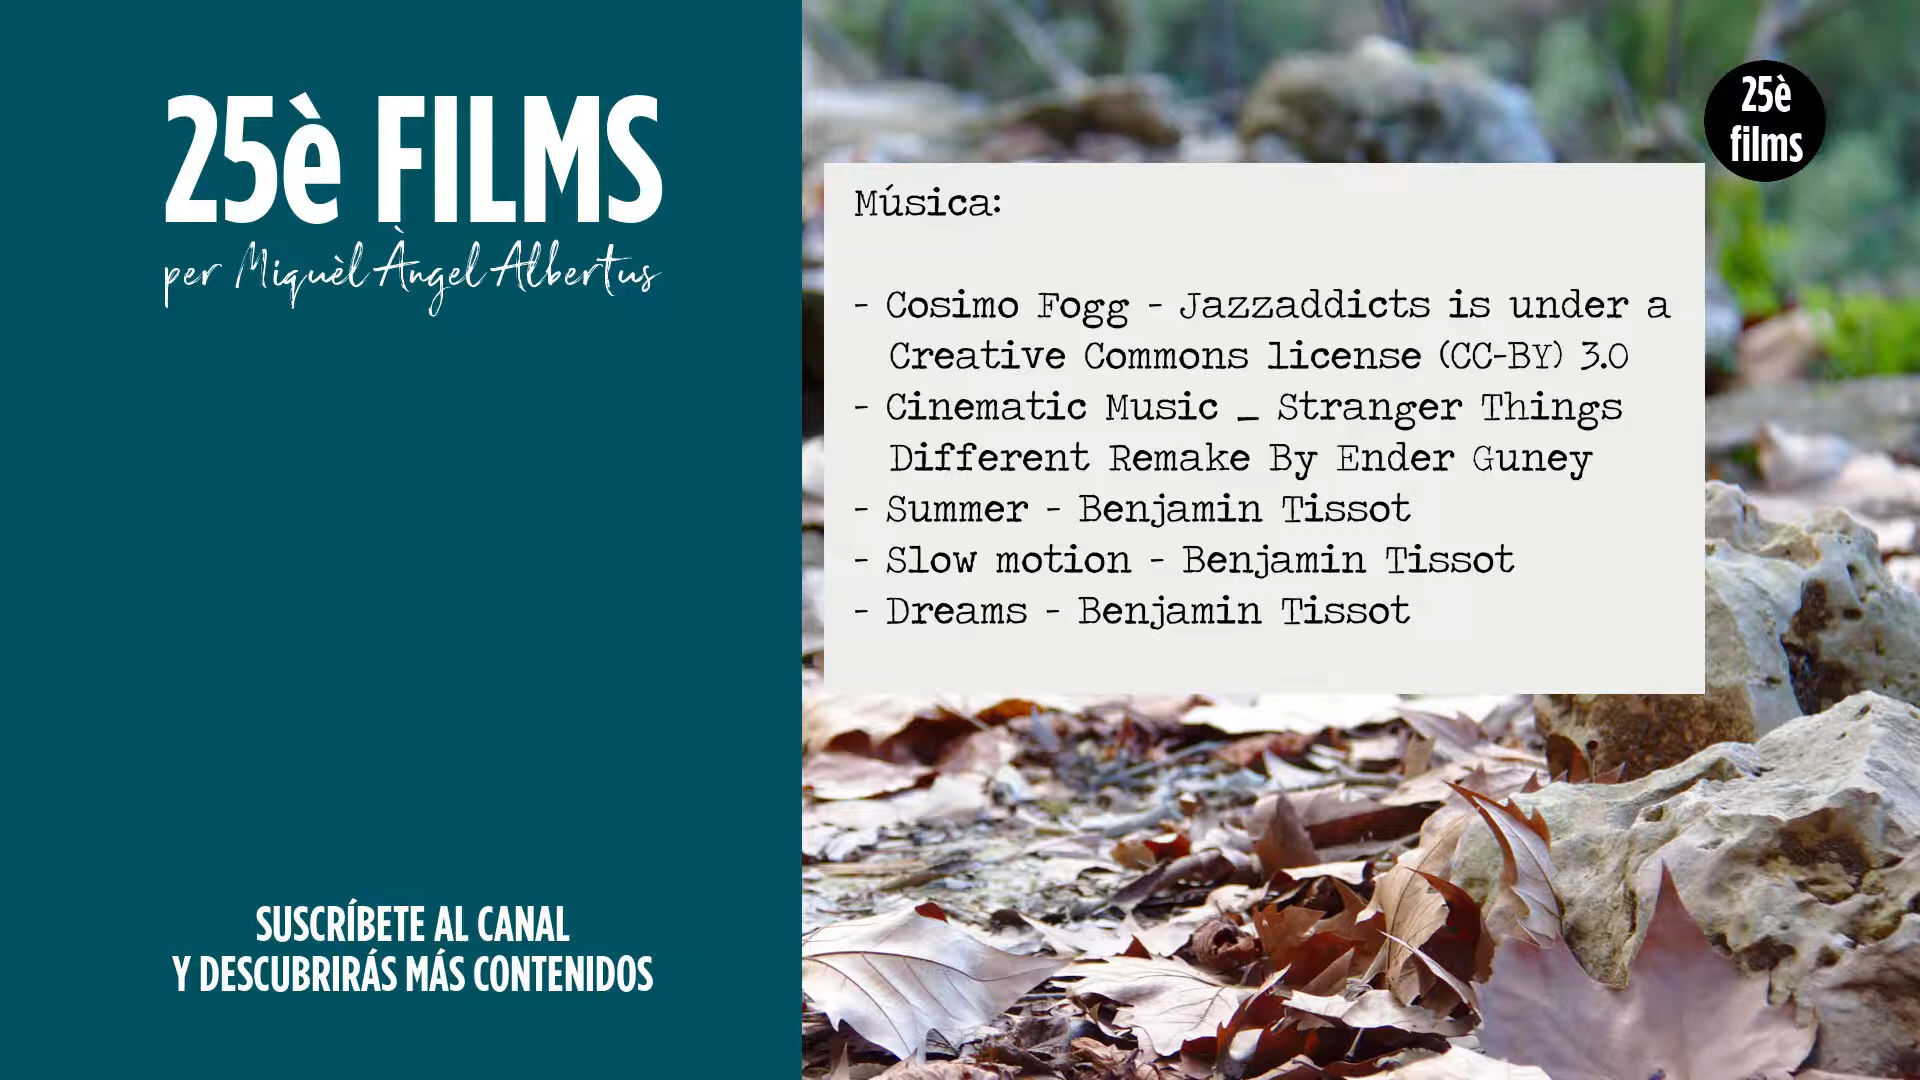 25è FILMS
per Miquèl Àngel Albertus
SUSCRÍBETE AL CANAL
Y DESCUBRIRÁS MÁS CONTENIDOS
25è
films
Música:
- Cosimo Fogg - Jazzaddicts is under a
Creative Commons license (CC-BY) 3.0
- Cinematic Music _ Stranger Things
Different Remake By Ender Guney
- Summer - Benjamin Tissot
- Slow motion - Benjamin Tissot
- Dreams - Benjamin Tissot